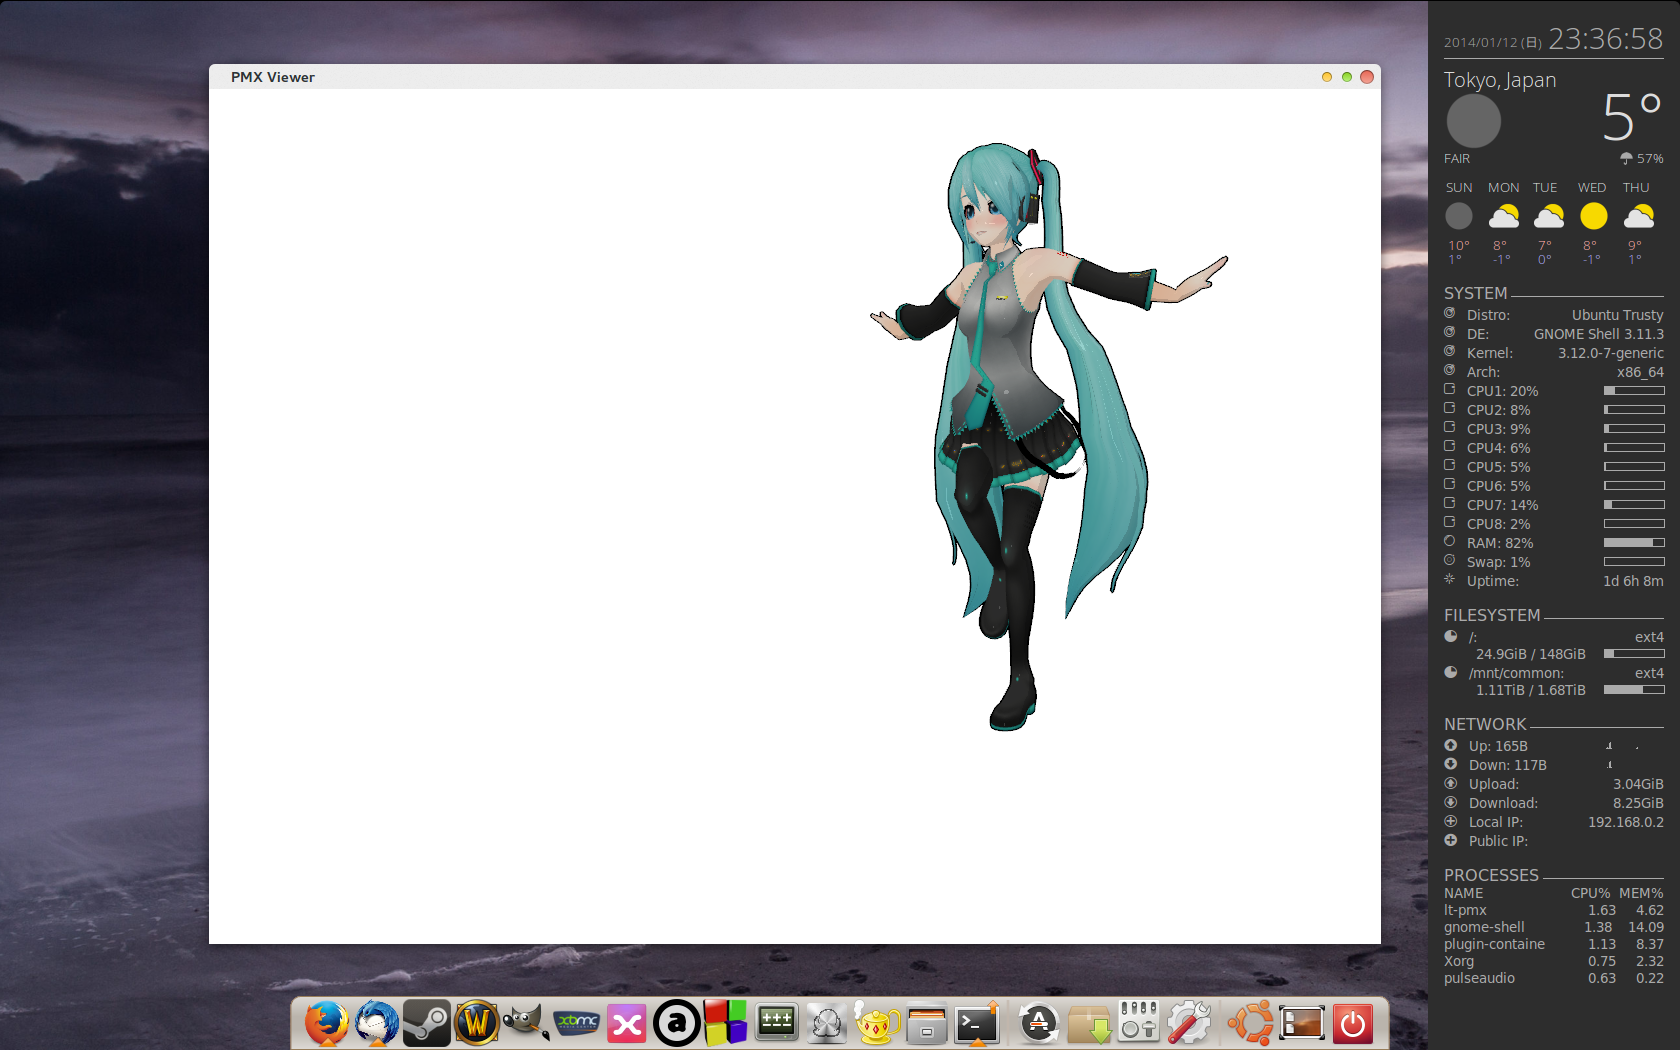 PMX Viewer
2014/01/12 (日) 23:36:58
Tokyo, Japan
5°
FAIR 57%
SUN MON TUE WED THU
10° 8° 7° 8° 9°
1° -1° 0° -1° 1°
SYSTEM
Distro: Ubuntu Trusty
DE: GNOME Shell 3.11.3
Kernel: 3.12.0-7-generic
Arch: x86_64
CPU1: 20%
CPU2: 8%
CPU3: 9%
CPU4: 6%
CPU5: 5%
CPU6: 5%
CPU7: 14%
CPU8: 2%
RAM: 82%
Swap: 1%
Uptime: 1d 6h 8m
FILESYSTEM
/: ext4
24.9GiB / 148GiB
/mnt/common: ext4
1.11TiB / 1.68TiB
NETWORK
Up: 165B
Down: 117B
Upload: 3.04GiB
Download: 8.25GiB
Local IP: 192.168.0.2
Public IP:
PROCESSES
NAME CPU% MEM%
lt-pmx 1.63 4.62
gnome-shell 1.38 14.09
plugin-containe 1.13 8.37
Xorg 0.75 2.32
pulseaudio 0.63 0.22
W
xbmc
a
A